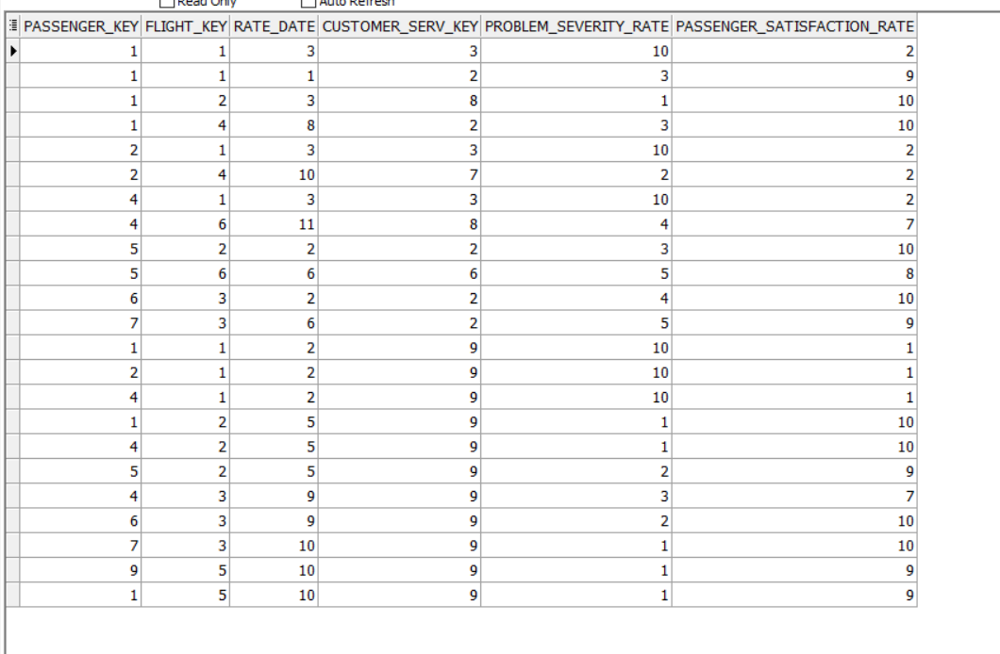 Read Only Auto Refresh
PASSENGER_KEY FLIGHT_KEY RATE_DATE CUSTOMER_SERV_KEY PROBLEM_SEVERITY_RATE PASSENGER_SATISFACTION_RATE
1 1 3 3 10 2
1 1 1 2 3 9
1 2 3 8 1 10
1 4 8 2 3 10
2 1 3 3 10 2
2 4 10 7 2 2
4 1 3 3 10 2
4 6 11 8 4 7
5 2 2 2 3 10
5 6 6 6 5 8
6 3 2 2 4 10
7 3 6 2 5 9
1 1 2 9 10 1
2 1 2 9 10 1
4 1 2 9 10 1
1 2 5 9 1 10
4 2 5 9 1 10
5 2 5 9 2 9
4 3 9 9 3 7
6 3 9 9 2 10
7 3 10 9 1 10
9 5 10 9 1 9
1 5 10 9 1 9